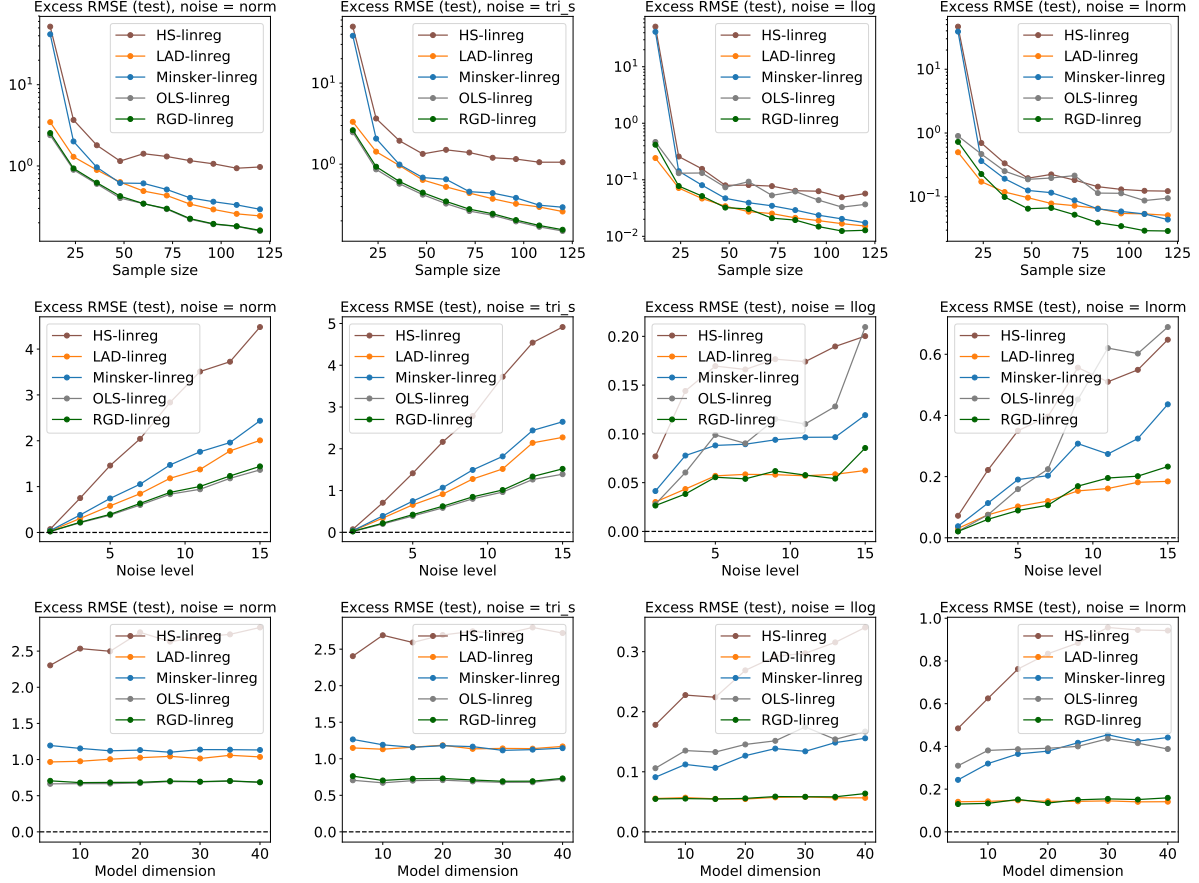 Excess RMSE (test), noise = norm
HS-linreg
LAD-linreg
Minsker-linreg
OLS-linreg
RGD-linreg
10¹
10⁰
25 50 75 100 125
Sample size
Excess RMSE (test), noise = tri_s
HS-linreg
LAD-linreg
Minsker-linreg
OLS-linreg
RGD-linreg
10¹
10⁰
25 50 75 100 125
Sample size
Excess RMSE (test), noise = llog
HS-linreg
LAD-linreg
Minsker-linreg
OLS-linreg
RGD-linreg
10¹
10⁰
10⁻¹
10⁻²
25 50 75 100 125
Sample size
Excess RMSE (test), noise = lnorm
HS-linreg
LAD-linreg
Minsker-linreg
OLS-linreg
RGD-linreg
10¹
10⁰
10⁻¹
25 50 75 100 125
Sample size
Excess RMSE (test), noise = norm
HS-linreg
LAD-linreg
Minsker-linreg
OLS-linreg
RGD-linreg
4
3
2
1
0
5 10 15
Noise level
Excess RMSE (test), noise = tri_s
HS-linreg
LAD-linreg
Minsker-linreg
OLS-linreg
RGD-linreg
5
4
3
2
1
0
5 10 15
Noise level
Excess RMSE (test), noise = llog
HS-linreg
LAD-linreg
Minsker-linreg
OLS-linreg
RGD-linreg
0.20
0.15
0.10
0.05
0.00
5 10 15
Noise level
Excess RMSE (test), noise = lnorm
HS-linreg
LAD-linreg
Minsker-linreg
OLS-linreg
RGD-linreg
0.6
0.4
0.2
0.0
5 10 15
Noise level
Excess RMSE (test), noise = norm
HS-linreg
LAD-linreg
Minsker-linreg
OLS-linreg
RGD-linreg
2.5
2.0
1.5
1.0
0.5
0.0
10 20 30 40
Model dimension
Excess RMSE (test), noise = tri_s
HS-linreg
LAD-linreg
Minsker-linreg
OLS-linreg
RGD-linreg
2.5
2.0
1.5
1.0
0.5
0.0
10 20 30 40
Model dimension
Excess RMSE (test), noise = llog
HS-linreg
LAD-linreg
Minsker-linreg
OLS-linreg
RGD-linreg
0.3
0.2
0.1
0.0
10 20 30 40
Model dimension
Excess RMSE (test), noise = lnorm
HS-linreg
LAD-linreg
Minsker-linreg
OLS-linreg
RGD-linreg
1.0
0.8
0.6
0.4
0.2
0.0
10 20 30 40
Model dimension